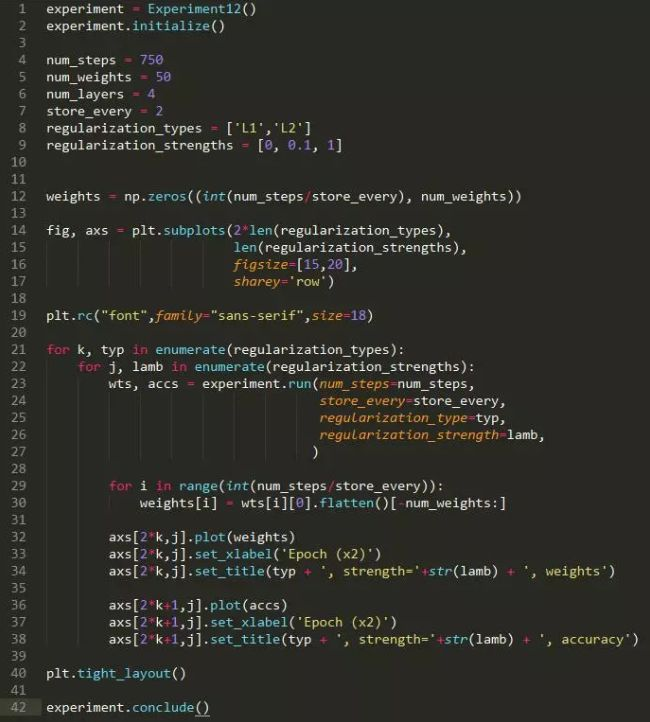 1 experiment = Experiment12()
2 experiment.initialize()
3
4 num_steps = 750
5 num_weights = 50
6 num_layers = 4
7 store_every = 2
8 regularization_types = ['L1','L2']
9 regularization_strengths = [0, 0.1, 1]
10
11
12 weights = np.zeros((int(num_steps/store_every), num_weights))
13
14 fig, axs = plt.subplots(2*len(regularization_types),
15                         len(regularization_strengths),
16                         figsize=[15,20],
17                         sharey='row')
18
19 plt.rc("font",family="sans-serif",size=18)
20
21 for k, typ in enumerate(regularization_types):
22     for j, lamb in enumerate(regularization_strengths):
23         wts, accs = experiment.run(num_steps=num_steps,
24                                    store_every=store_every,
25                                    regularization_type=typ,
26                                    regularization_strength=lamb,
27                                   )
28
29         for i in range(int(num_steps/store_every)):
30             weights[i] = wts[i][0].flatten()[-num_weights:]
31
32         axs[2*k,j].plot(weights)
33         axs[2*k,j].set_xlabel('Epoch (x2)')
34         axs[2*k,j].set_title(typ + ', strength='+str(lamb) + ', weights')
35
36         axs[2*k+1,j].plot(accs)
37         axs[2*k+1,j].set_xlabel('Epoch (x2)')
38         axs[2*k+1,j].set_title(typ + ', strength='+str(lamb) + ', accuracy')
39
40 plt.tight_layout()
41
42 experiment.conclude()